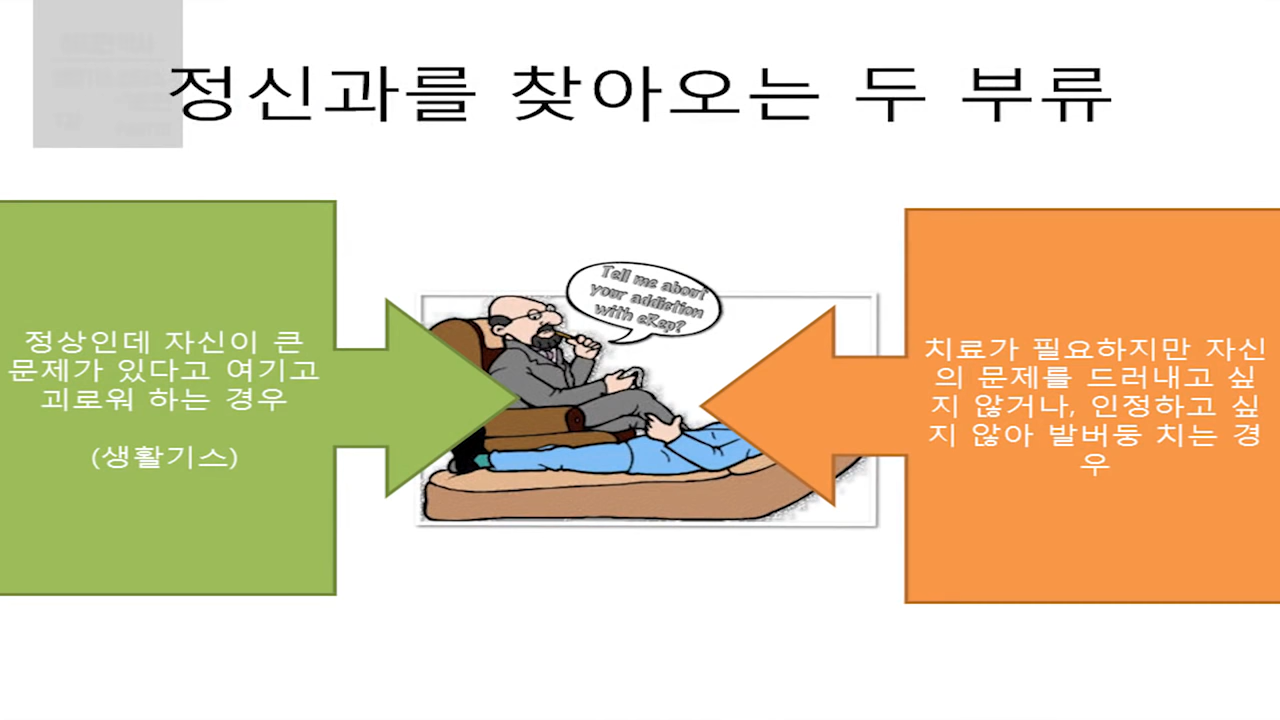 정신과를 찾아오는 두 부류
정상인데 자신이 큰
문제가 있다고 여기고
괴로워 하는 경우
(생활기스)
Tell me about
your addiction
with eKep?
치료가 필요하지만 자신
의 문제를 드러내고 싶
지 않거나, 인정하고 싶
지 않아 발버둥 치는 경
우